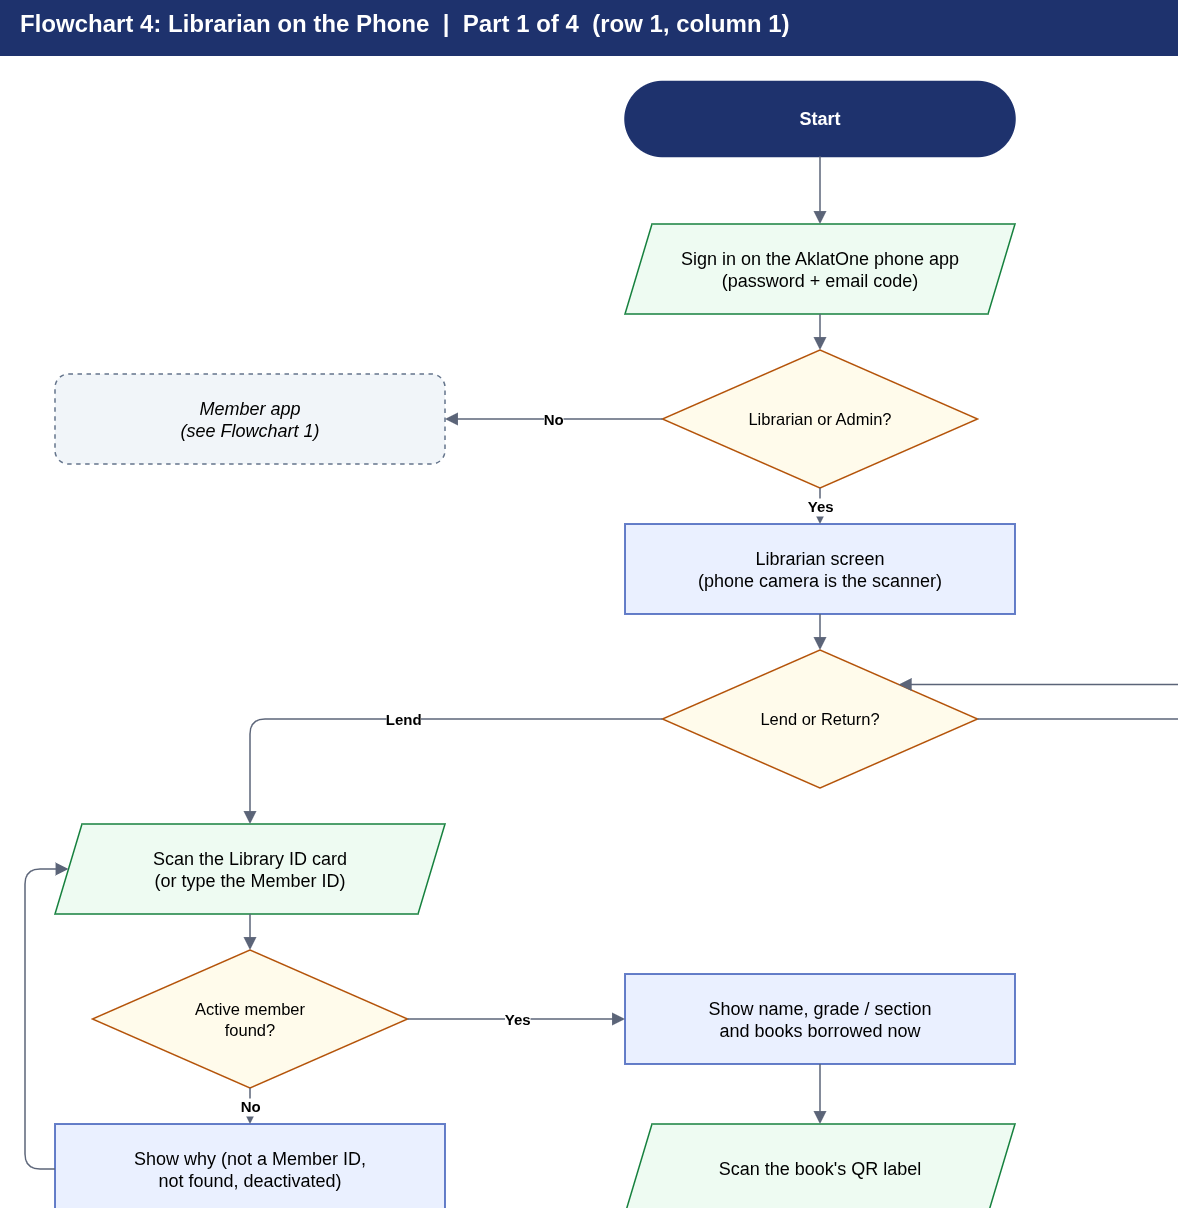 Flowchart 4: Librarian on the Phone | Part 1 of 4 (row 1, column 1)
Start
Sign in on the AklatOne phone app
(password + email code)
Librarian or Admin?
No
Member app
(see Flowchart 1)
Yes
Librarian screen
(phone camera is the scanner)
Lend or Return?
Lend
Scan the Library ID card
(or type the Member ID)
Active member
found?
Yes
Show name, grade / section
and books borrowed now
No
Show why (not a Member ID,
not found, deactivated)
Scan the book's QR label